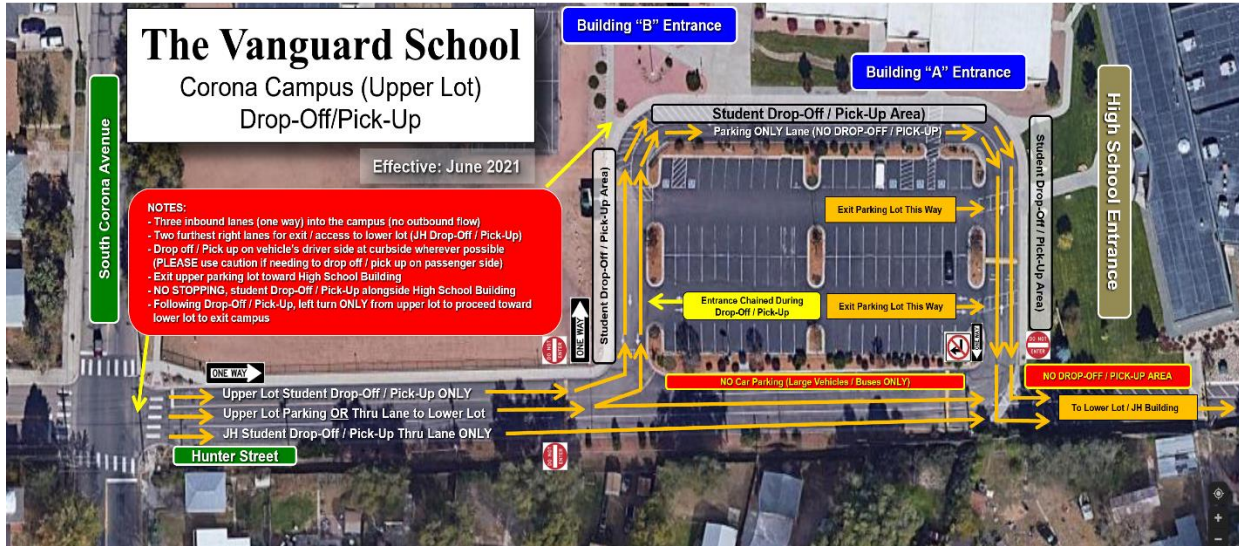 The Vanguard School
Corona Campus (Upper Lot)
Drop-Off/Pick-Up
Effective: June 2021
Building “B” Entrance
Building “A” Entrance
High School Entrance
South Corona Avenue
Student Drop-Off / Pick-Up Area)
Parking ONLY Lane (NO DROP-OFF / PICK-UP)
Student Drop-Off / Pick-Up Area)
Student Drop-Off / Pick-Up Area)
NOTES:
- Three inbound lanes (one way) into the campus (no outbound flow)
- Two furthest right lanes for exit / access to lower lot (JH Drop-Off / Pick-Up)
- Drop off / Pick up on vehicle's driver side at curbside wherever possible
(PLEASE use caution if needing to drop off / pick up on passenger side)
- Exit upper parking lot toward High School Building
- NO STOPPING, student Drop-Off / Pick-Up alongside High School Building
- Following Drop-Off / Pick-Up, left turn ONLY from upper lot to proceed toward
lower lot to exit campus
Exit Parking Lot This Way
Entrance Chained During
Drop-Off / Pick-Up
Exit Parking Lot This Way
ONE WAY
DO NOT
ENTER
DO NOT
ENTER
ONE WAY
NO Car Parking (Large Vehicles / Buses ONLY)
NO DROP-OFF / PICK-UP AREA
Upper Lot Student Drop-Off / Pick-Up ONLY
Upper Lot Parking OR Thru Lane to Lower Lot
JH Student Drop-Off / Pick-Up Thru Lane ONLY
To Lower Lot / JH Building
Hunter Street
DO NOT
ENTER